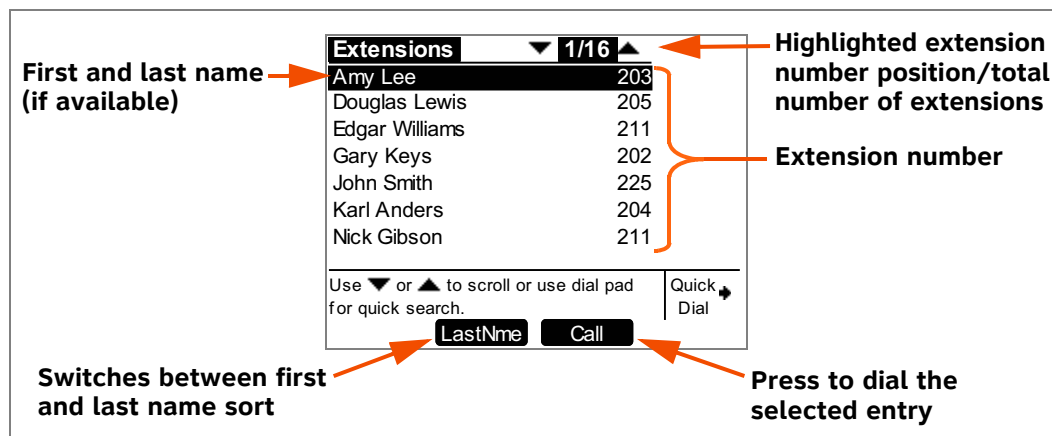 Extensions ▼ 1/16 ▲
Highlighted extension
number position/total
number of extensions
First and last name
(if available)
Amy Lee 203
Douglas Lewis 205
Edgar Williams 211
Gary Keys 202
John Smith 225
Karl Anders 204
Nick Gibson 211
Extension number
Use ▼ or ▲ to scroll or use dial pad
for quick search.
Quick
Dial
LastNme Call
Switches between first
and last name sort
Press to dial the
selected entry